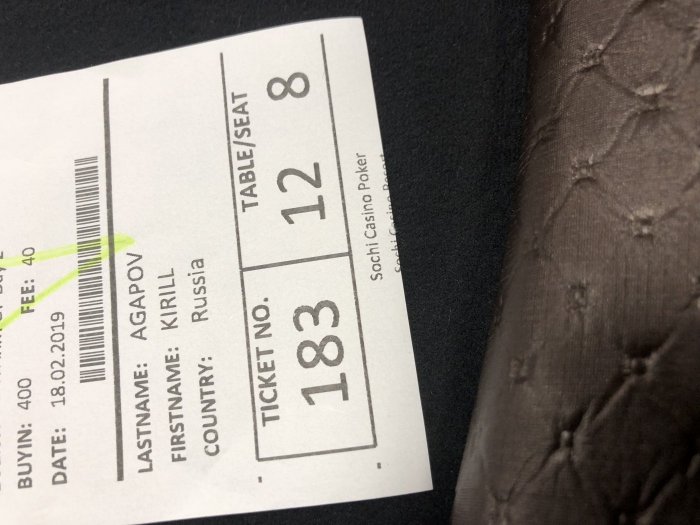 BUYIN: 400 FEE: 40
DATE: 18.02.2019
LASTNAME: AGAPOV
FIRSTNAME: KIRILL
COUNTRY: Russia
TICKET NO. TABLE/SEAT
183 12 8
Sochi Casino Poker